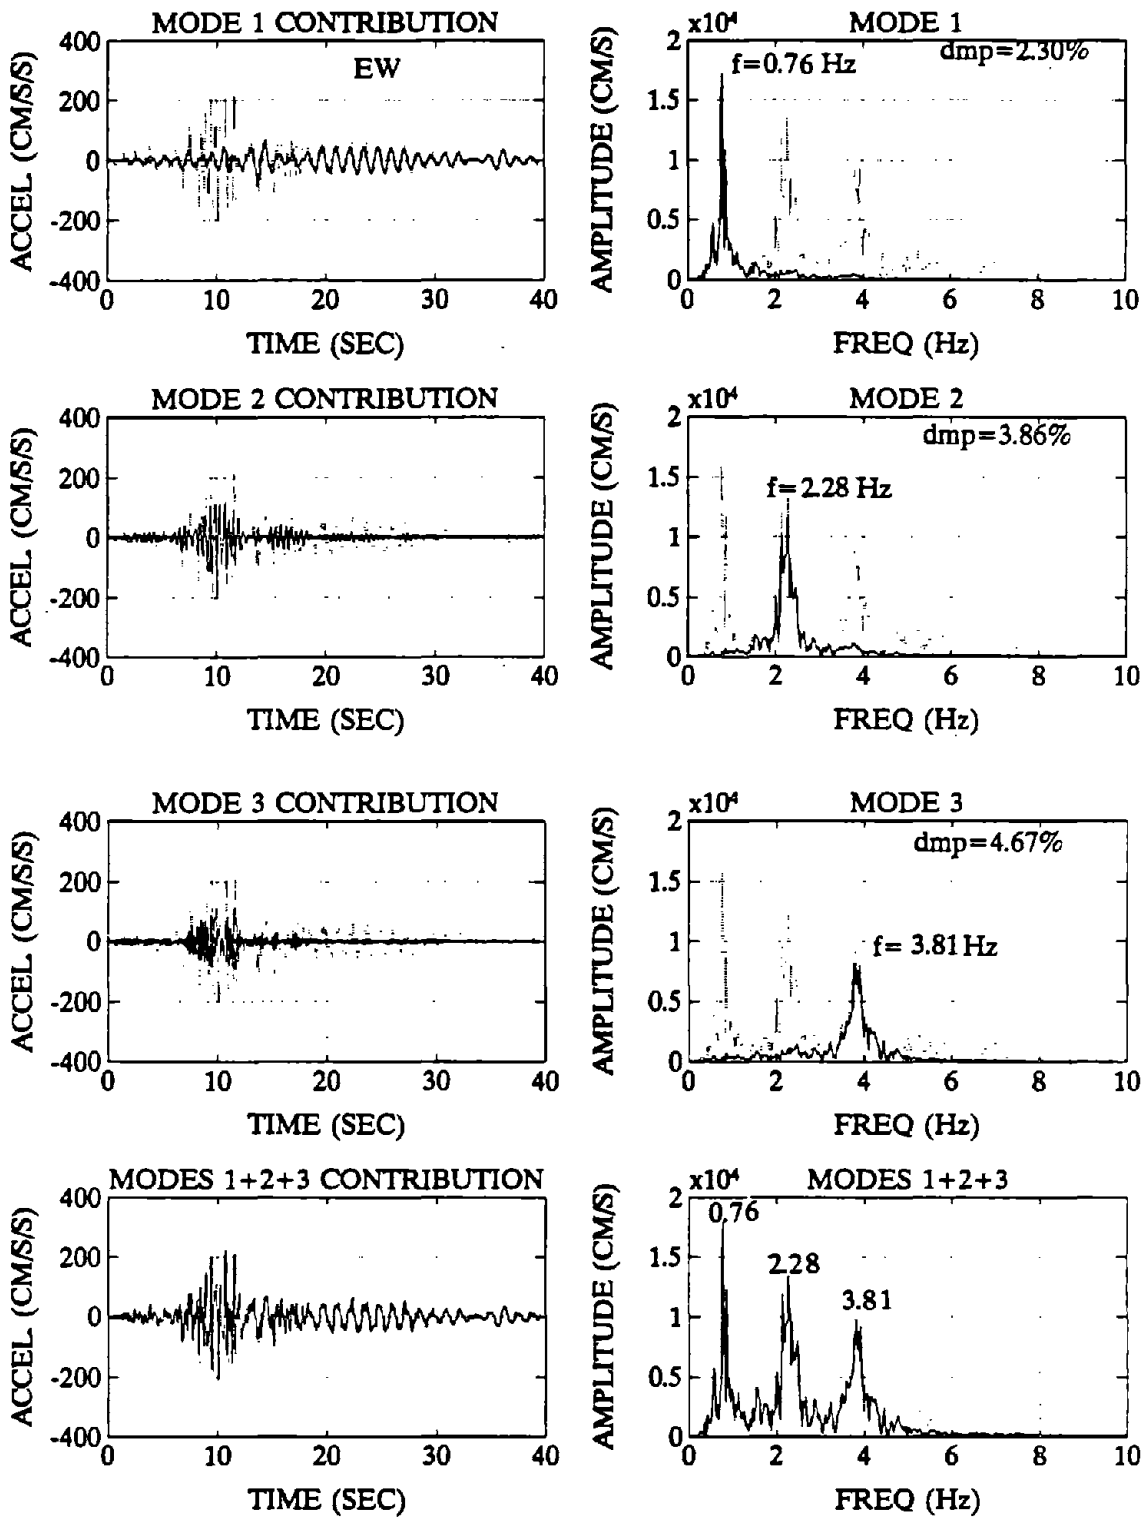 MODE 1 CONTRIBUTION
400
200
0
-200
-400
ACCEL (CM/S/S)
EW
0 10 20 30 40
TIME (SEC)
x10⁴ MODE 1
2
1.5
1
0.5
0
AMPLITUDE (CM/S)
f=0.76 Hz
dmp=2.30%
0 2 4 6 8 10
FREQ (Hz)
MODE 2 CONTRIBUTION
400
200
0
-200
-400
ACCEL (CM/S/S)
0 10 20 30 40
TIME (SEC)
x10⁴ MODE 2
2
1.5
1
0.5
0
AMPLITUDE (CM/S)
dmp=3.86%
f=2.28 Hz
0 2 4 6 8 10
FREQ (Hz)
MODE 3 CONTRIBUTION
400
200
0
-200
-400
ACCEL (CM/S/S)
0 10 20 30 40
TIME (SEC)
x10⁴ MODE 3
2
1.5
1
0.5
0
AMPLITUDE (CM/S)
dmp=4.67%
f= 3.81 Hz
0 2 4 6 8 10
FREQ (Hz)
MODES 1+2+3 CONTRIBUTION
400
200
0
-200
-400
ACCEL (CM/S/S)
0 10 20 30 40
TIME (SEC)
x10⁴ MODES 1+2+3
2
1.5
1
0.5
0
AMPLITUDE (CM/S)
0.76
2.28
3.81
0 2 4 6 8 10
FREQ (Hz)